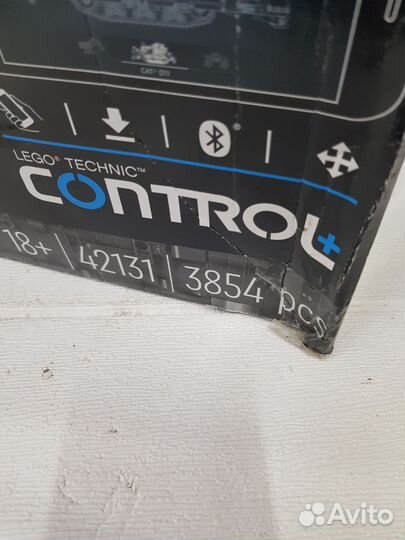 CAT® D11
LEGO® TECHNIC™
CONTROL+
18+ | 42131 | 3854 pcs
Avito